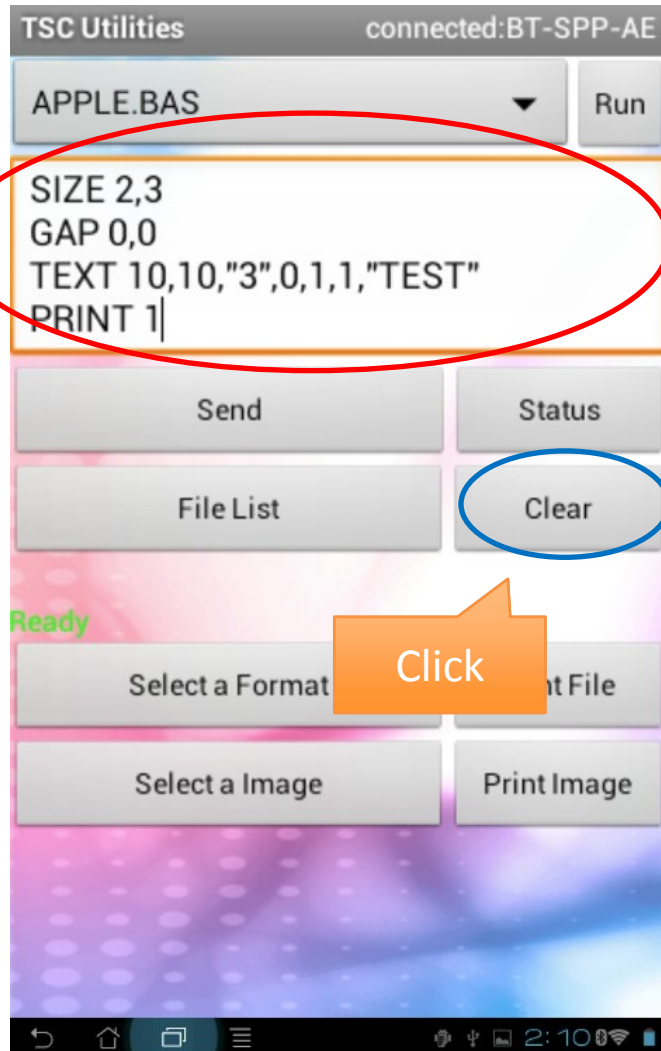 TSC Utilities connected:BT-SPP-AE
APPLE.BAS Run
SIZE 2,3
GAP 0,0
TEXT 10,10,"3",0,1,1,"TEST"
PRINT 1
Send Status
File List Clear
Ready
Click
Select a Format File
Select a Image Print Image
2:10